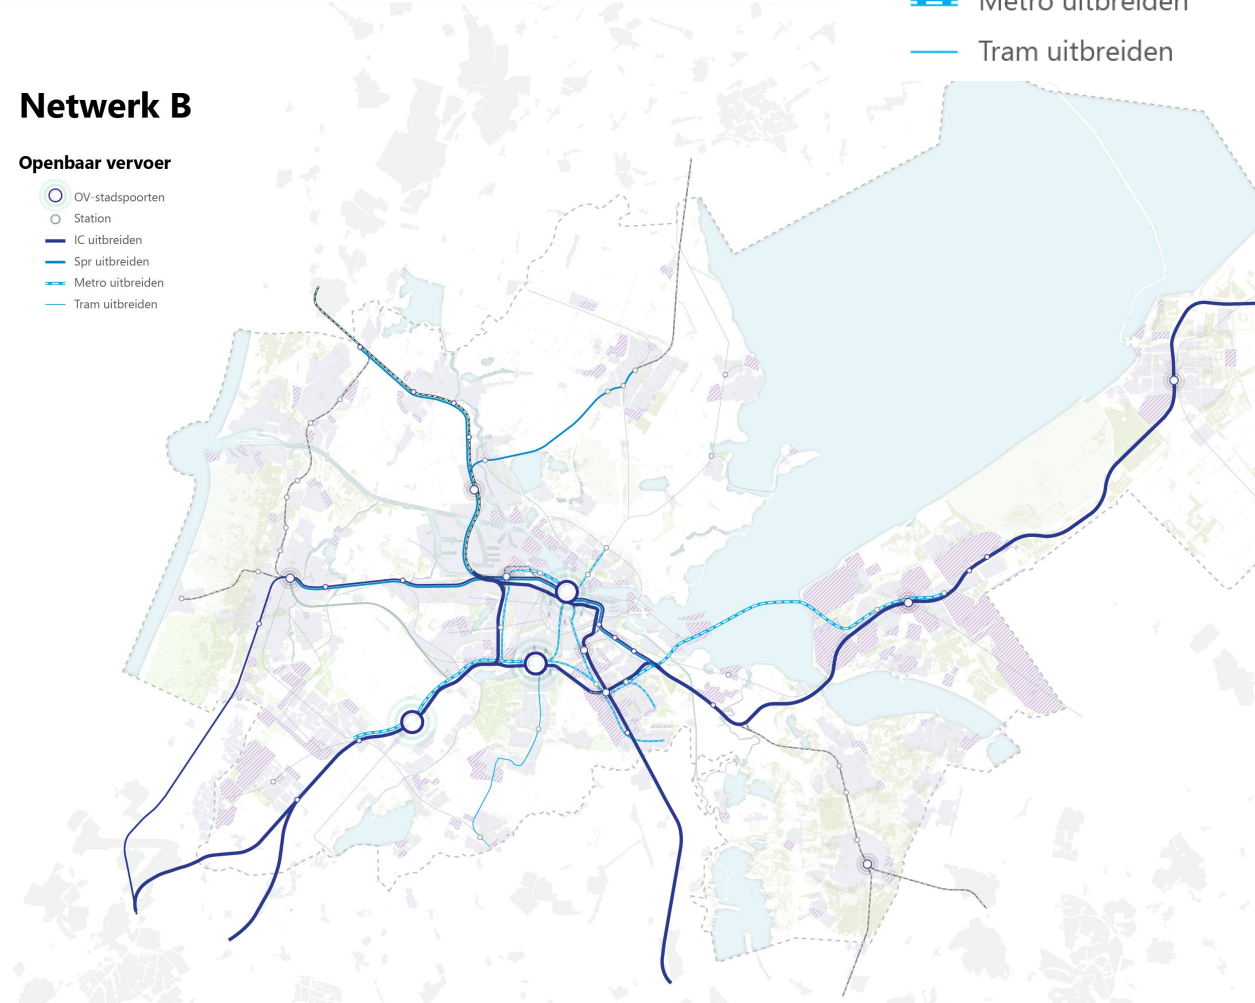 Metro uitbreiden
Tram uitbreiden
Netwerk B
Openbaar vervoer
OV-stadspoorten
Station
IC uitbreiden
Spr uitbreiden
Metro uitbreiden
Tram uitbreiden